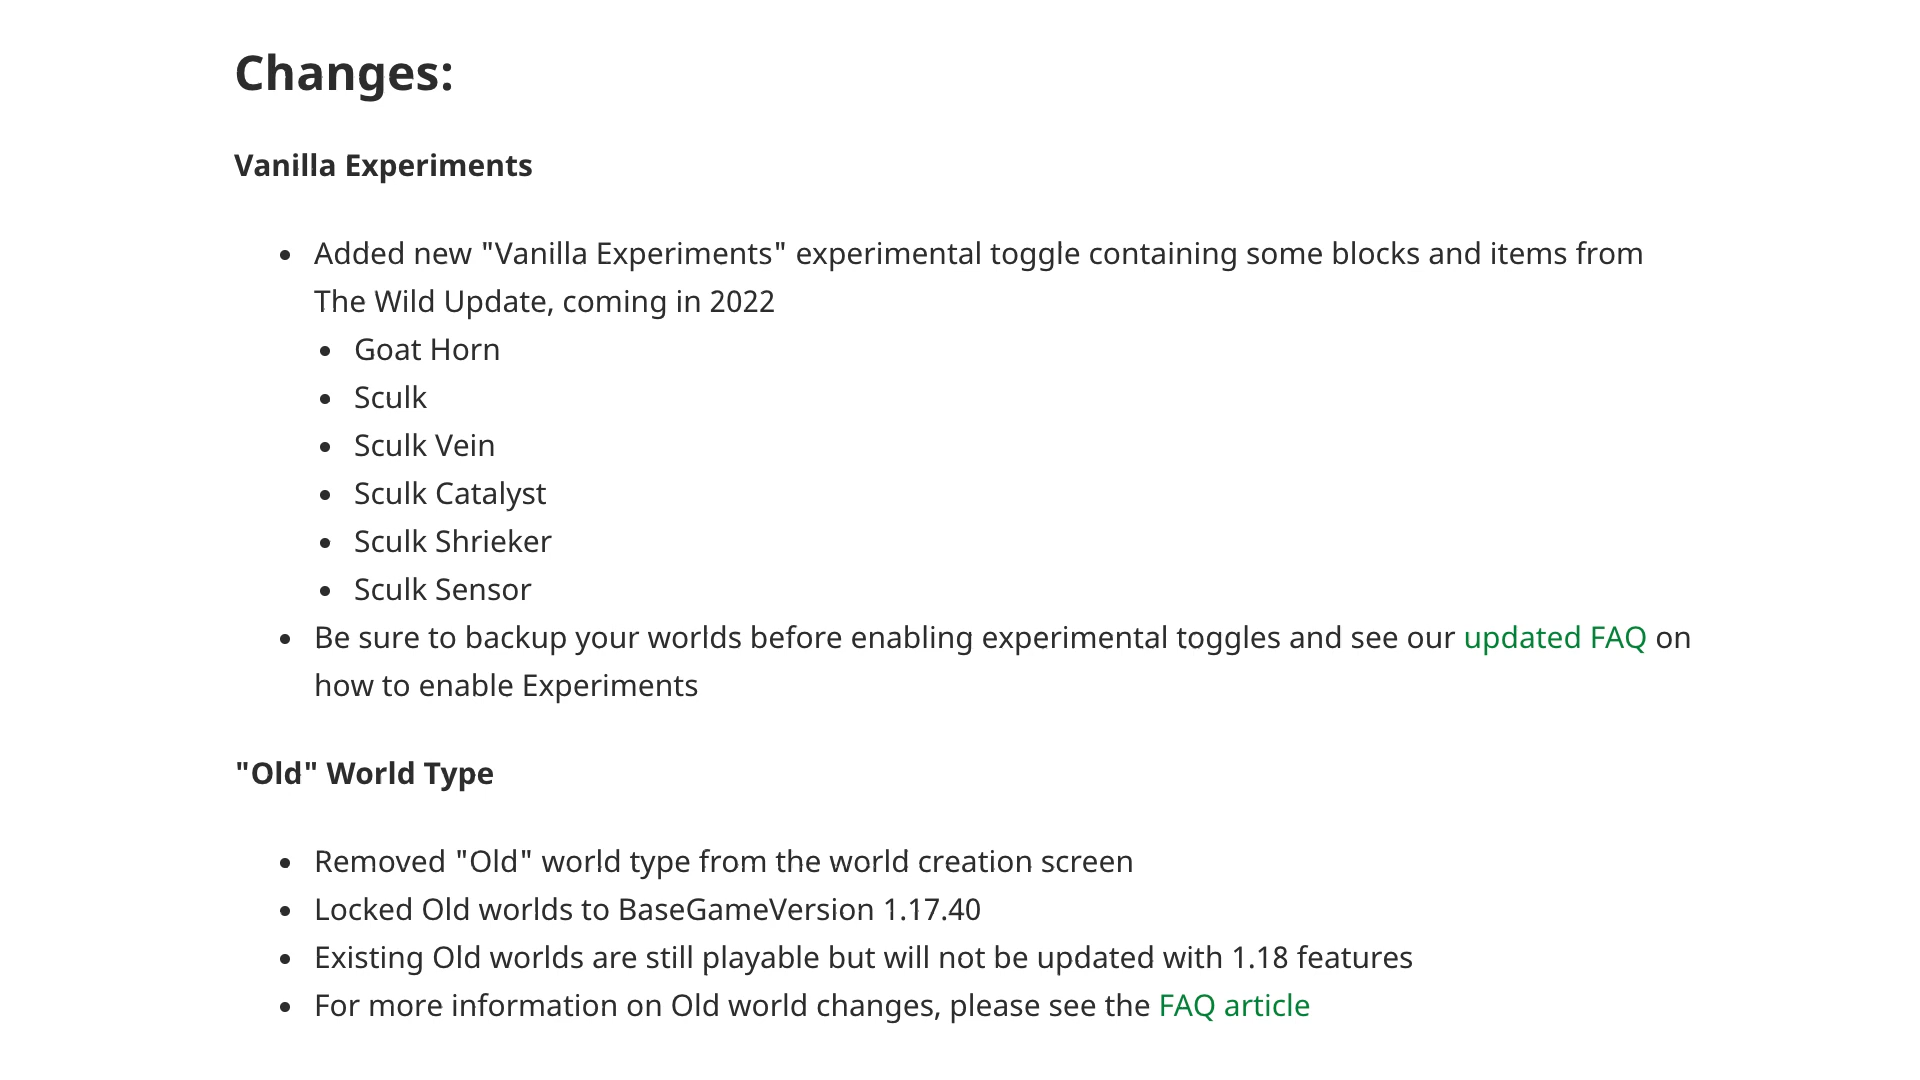 Changes:
Vanilla Experiments
Added new "Vanilla Experiments" experimental toggle containing some blocks and items from
The Wild Update, coming in 2022
Goat Horn
Sculk
Sculk Vein
Sculk Catalyst
Sculk Shrieker
Sculk Sensor
Be sure to backup your worlds before enabling experimental toggles and see our updated FAQ on
how to enable Experiments
"Old" World Type
Removed "Old" world type from the world creation screen
Locked Old worlds to BaseGameVersion 1.17.40
Existing Old worlds are still playable but will not be updated with 1.18 features
For more information on Old world changes, please see the FAQ article